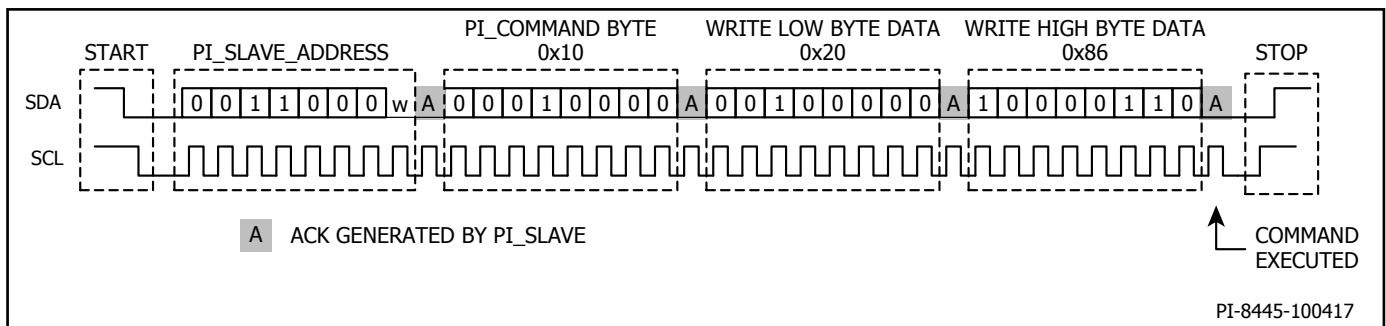 START PI_SLAVE_ADDRESS PI_COMMAND BYTE 0x10 WRITE LOW BYTE DATA 0x20 WRITE HIGH BYTE DATA 0x86 STOP
SDA 0 0 1 1 0 0 0 w A 0 0 0 1 0 0 0 0 A 0 0 1 0 0 0 0 0 A 1 0 0 0 0 1 1 0 A
SCL
A ACK GENERATED BY PI_SLAVE
COMMAND
EXECUTED
PI-8445-100417